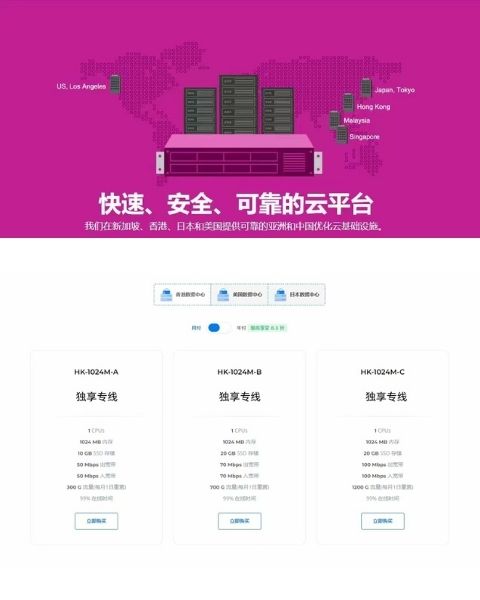 US, Los Angeles
Japan, Tokyo
Hong Kong
Malaysia
Singapore
快速、安全、可靠的云平台
我们在新加坡、香港、日本和美国提供可靠的亚洲和中国优化云基础设施。
香港数据中心 美国数据中心 日本数据中心
月付 年付
HK-1024M-A
独享专线
1 CPUs
1024 MB 内存
10 GB SSD 存储
50 Mbps 出宽带
50 Mbps 入宽带
300 G 流量(每月1日重置)
99% 在线时间
立即购买
HK-1024M-B
独享专线
1 CPUs
1024 MB 内存
20 GB SSD 存储
70 Mbps 出宽带
70 Mbps 入宽带
700 G 流量(每月1日重置)
99% 在线时间
立即购买
HK-1024M-C
独享专线
1 CPUs
1024 MB 内存
20 GB SSD 存储
100 Mbps 出宽带
100 Mbps 入宽带
1200 G 流量(每月1日重置)
99% 在线时间
立即购买